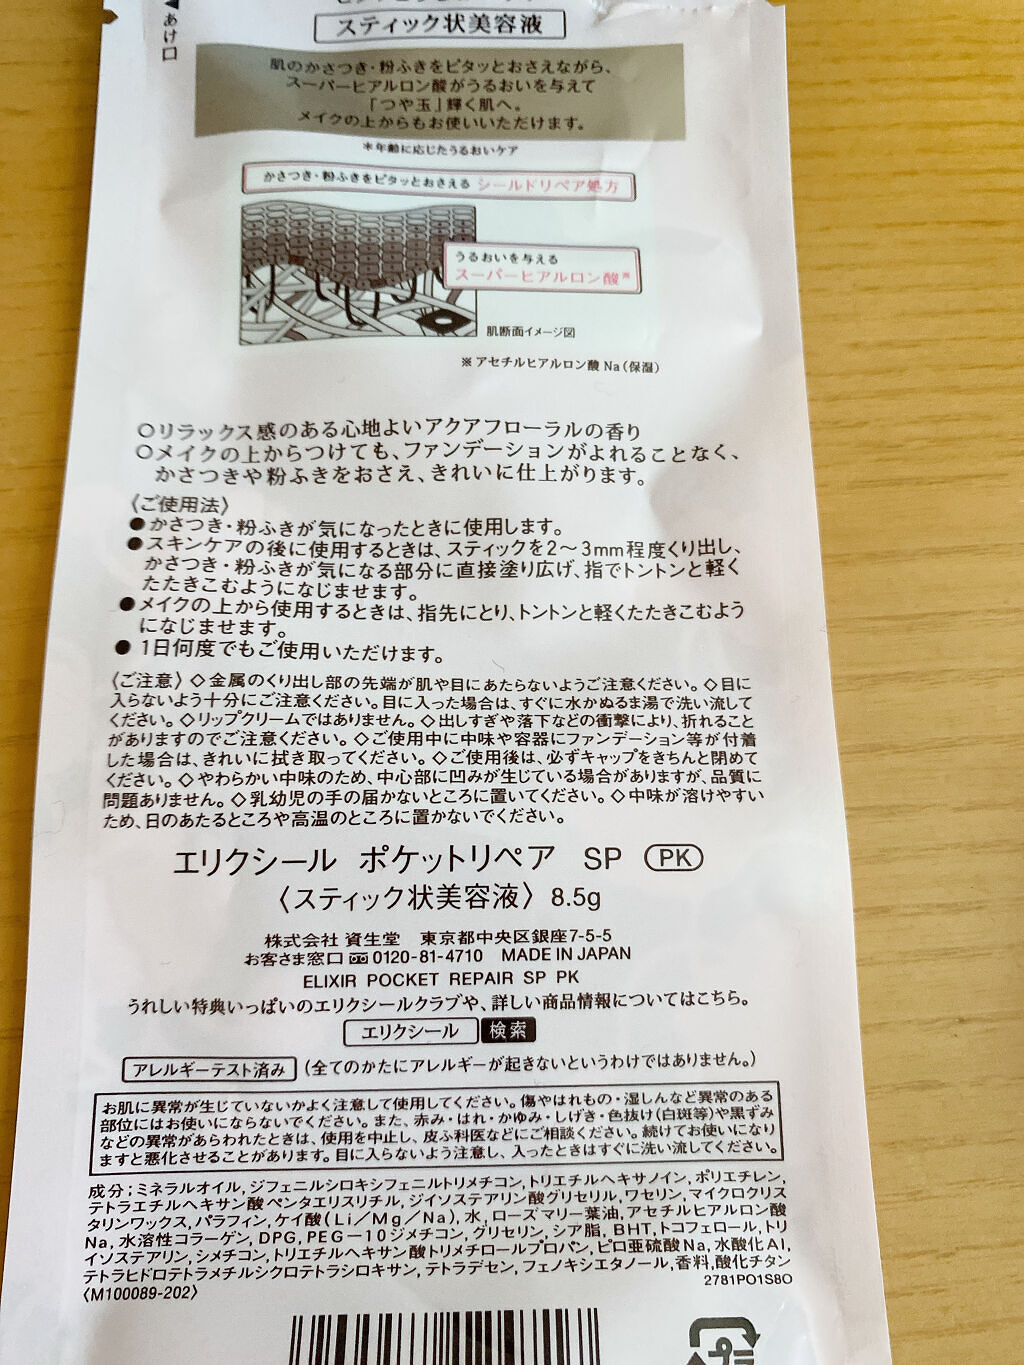 あけ口
スティック状美容液
肌のかさつき・粉ふきをピタッとおさえながら、
スーパーヒアルロン酸がうるおいを与えて
「つや玉」輝く肌へ。
メイクの上からもお使いいただけます。
*年齢に応じたうるおいケア
かさつき・粉ふきをピタッとおさえる シールドリペア処方
うるおいを与える
スーパーヒアルロン酸※
肌断面イメージ図
※アセチルヒアルロン酸Na(保湿)
○リラックス感のある心地よいアクアフローラルの香り
○メイクの上からつけても、ファンデーションがよれることなく、
かさつきや粉ふきをおさえ、きれいに仕上がります。
〈ご使用法〉
●かさつき・粉ふきが気になったときに使用します。
●スキンケアの後に使用するときは、スティックを2〜3mm程度くり出し、
かさつき・粉ふきが気になる部分に直接塗り広げ、指でトントンと軽く
たたきこむようになじませます。
●メイクの上から使用するときは、指先にとり、トントンと軽くたたきこむよう
になじませます。
● 1日何度でもご使用いただけます。
〈ご注意〉◇金属のくり出し部の先端が肌や目にあたらないようご注意ください。◇目に
入らないよう十分にご注意ください。目に入った場合は、すぐに水かぬるま湯で洗い流して
ください。◇リップクリームではありません。◇出しすぎや落下などの衝撃により、折れること
がありますのでご注意ください。◇ご使用中に中味や容器にファンデーション等が付着
した場合は、きれいに拭き取ってください。◇ご使用後は、必ずキャップをきちんと閉めて
ください。◇やわらかい中味のため、中心部に凹みが生じている場合がありますが、品質に
問題ありません。◇乳幼児の手の届かないところに置いてください。◇中味が溶けやすい
ため、日のあたるところや高温のところに置かないでください。
エリクシール ポケットリペア SP PK
〈スティック状美容液〉8.5g
株式会社 資生堂 東京都中央区銀座7-5-5
お客さま窓口 0120-81-4710 MADE IN JAPAN
ELIXIR POCKET REPAIR SP PK
うれしい特典いっぱいのエリクシールクラブや、詳しい商品情報についてはこちら。
エリクシール 検索
アレルギーテスト済み (全てのかたにアレルギーが起きないというわけではありません。)
お肌に異常が生じていないかよく注意して使用してください。傷やはれもの・湿しんなど異常のある
部位にはお使いにならないでください。また、赤み・はれ・かゆみ・しげき・色抜け(白斑等)や黒ずみ
などの異常があらわれたときは、使用を中止し、皮ふ科医などにご相談ください。続けてお使いになり
ますと悪化させることがあります。目に入らないよう注意し、入ったときはすぐに洗い流してください。
成分;ミネラルオイル,ジフェニルシロキシフェニルトリメチコン,トリエチルヘキサノイン,ポリエチレン,
テトラエチルヘキサン酸ペンタエリスリチル,ジイソステアリン酸グリセリル,ワセリン,マイクロクリス
タリンワックス,パラフィン,ケイ酸(Li/Mg/Na),水,ローズマリー葉油,アセチルヒアルロン酸
Na,水溶性コラーゲン,DPG,PEG－10ジメチコン,グリセリン,シア脂,BHT,トコフェロール,トリ
イソステアリン,シメチコン,トリエチルヘキサン酸トリメチロールプロパン,ピロ亜硫酸Na,水酸化Al,
テトラヒドロテトラメチルシクロテトラシロキサン,テトラデセン,フェノキシエタノール,香料,酸化チタン
〈M100089-202〉 2781PO1S8O